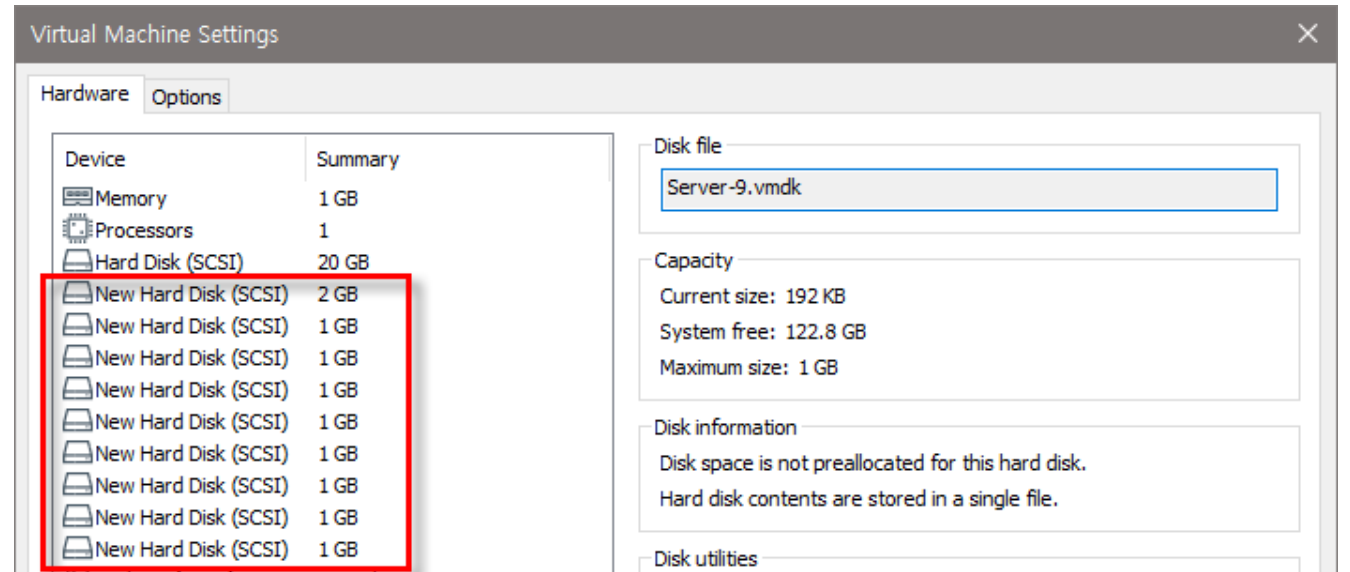 Virtual Machine Settings
Hardware Options
Device Summary
Memory 1 GB
Processors 1
Hard Disk (SCSI) 20 GB
New Hard Disk (SCSI) 2 GB
New Hard Disk (SCSI) 1 GB
New Hard Disk (SCSI) 1 GB
New Hard Disk (SCSI) 1 GB
New Hard Disk (SCSI) 1 GB
New Hard Disk (SCSI) 1 GB
New Hard Disk (SCSI) 1 GB
New Hard Disk (SCSI) 1 GB
New Hard Disk (SCSI) 1 GB
Disk file
Server-9.vmdk
Capacity
Current size: 192 KB
System free: 122.8 GB
Maximum size: 1 GB
Disk information
Disk space is not preallocated for this hard disk.
Hard disk contents are stored in a single file.
Disk utilities